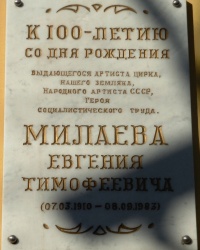 К 100-ЛЕТИЮ
СО ДНЯ РОЖДЕНИЯ
ВЫДАЮЩЕГОСЯ АРТИСТА ЦИРКА,
НАШЕГО ЗЕМЛЯКА,
НАРОДНОГО АРТИСТА СССР,
ГЕРОЯ
СОЦИАЛИСТИЧЕСКОГО ТРУДА.
МИЛАЕВА
ЕВГЕНИЯ
ТИМОФЕЕВИЧА